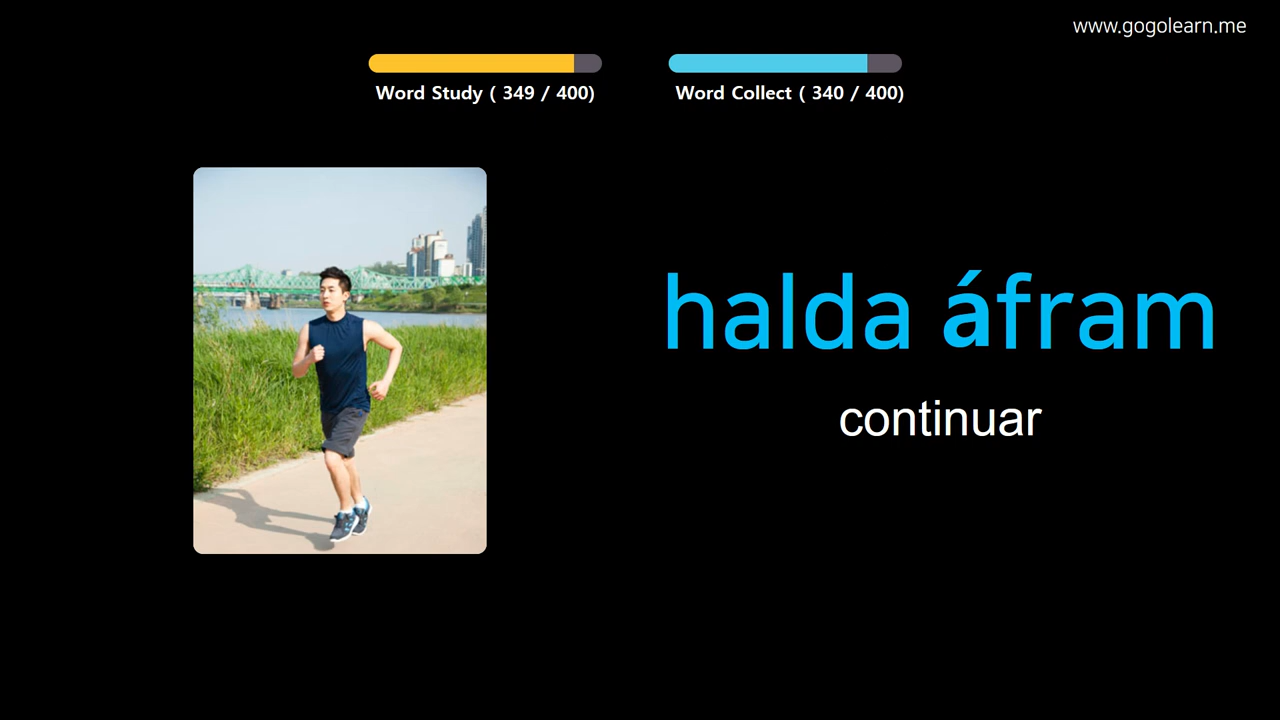 www.gogolearn.me
Word Study ( 349 / 400)
Word Collect ( 340 / 400)
halda áfram
continuar